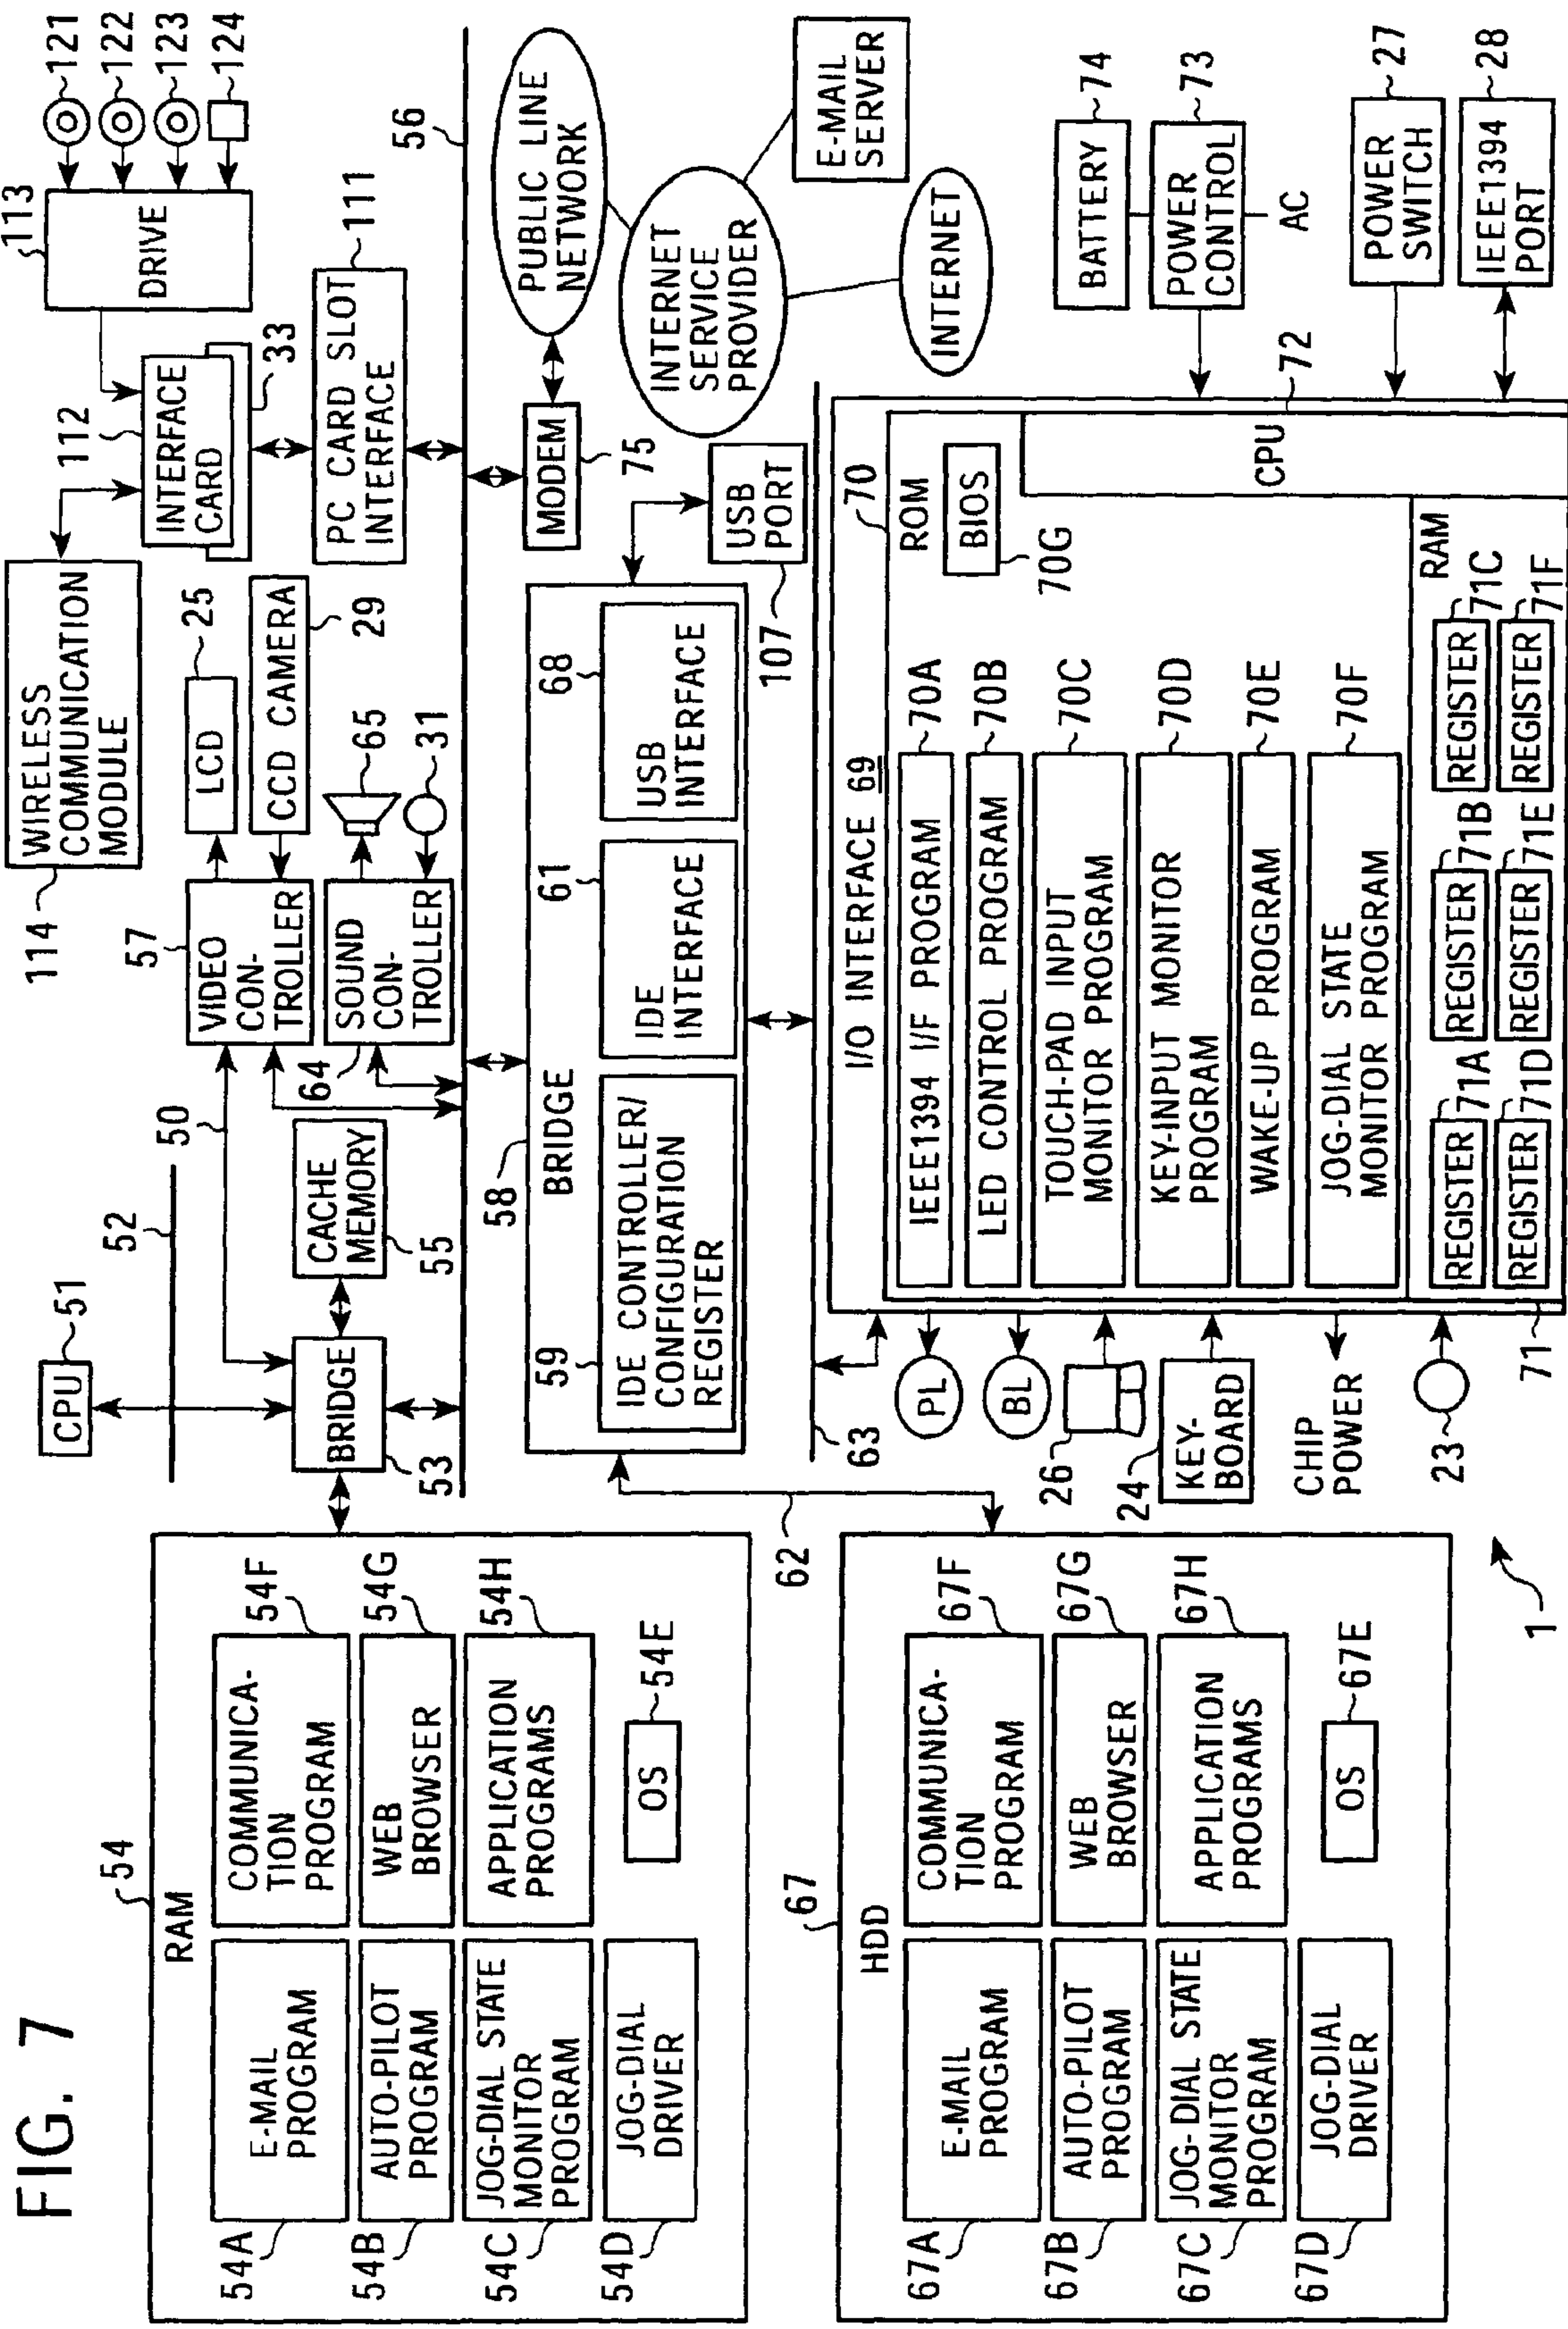 FIG. 7
54
RAM
54A
E-MAIL
PROGRAM
54B
AUTO-PILOT
PROGRAM
54C
JOG-DIAL STATE
MONITOR
PROGRAM
54D
JOG-DIAL
DRIVER
COMMUNICA-
TION
PROGRAM
54F
WEB
BROWSER
54G
APPLICATION
PROGRAMS
54H
OS
54E
67
HDD
67A
E-MAIL
PROGRAM
67B
AUTO-PILOT
PROGRAM
67C
JOG-DIAL STATE
MONITOR
PROGRAM
67D
JOG-DIAL
DRIVER
COMMUNICA-
TION
PROGRAM
67F
WEB
BROWSER
67G
APPLICATION
PROGRAMS
67H
OS
67E
62
1
CPU
51
52
50
BRIDGE
53
CACHE
MEMORY
55
114
WIRELESS
COMMUNICATION
MODULE
57
VIDEO
CON-
TROLLER
LCD
25
CCD CAMERA
29
64
SOUND
CON-
TROLLER
65
31
112
INTERFACE
CARD
33
113
DRIVE
121
122
123
124
PC CARD SLOT
INTERFACE
111
56
58
BRIDGE
59
IDE CONTROLLER/
CONFIGURATION
REGISTER
61
IDE
INTERFACE
68
USB
INTERFACE
MODEM
75
USB
PORT
107
PUBLIC LINE
NETWORK
INTERNET
SERVICE
PROVIDER
E-MAIL
SERVER
INTERNET
63
I/O INTERFACE 69
70
ROM
BIOS
70G
IEEE1394 I/F PROGRAM
70A
LED CONTROL PROGRAM
70B
TOUCH-PAD INPUT
MONITOR PROGRAM
70C
KEY-INPUT MONITOR
PROGRAM
70D
WAKE-UP PROGRAM
70E
JOG-DIAL STATE
MONITOR PROGRAM
70F
CPU
72
RAM
REGISTER
71A
REGISTER
71B
REGISTER
71C
REGISTER
71D
REGISTER
71E
REGISTER
71F
71
PL
BL
26
24
KEY-
BOARD
CHIP
POWER
23
BATTERY
74
POWER
CONTROL
73
AC
POWER
SWITCH
27
IEEE1394
PORT
28